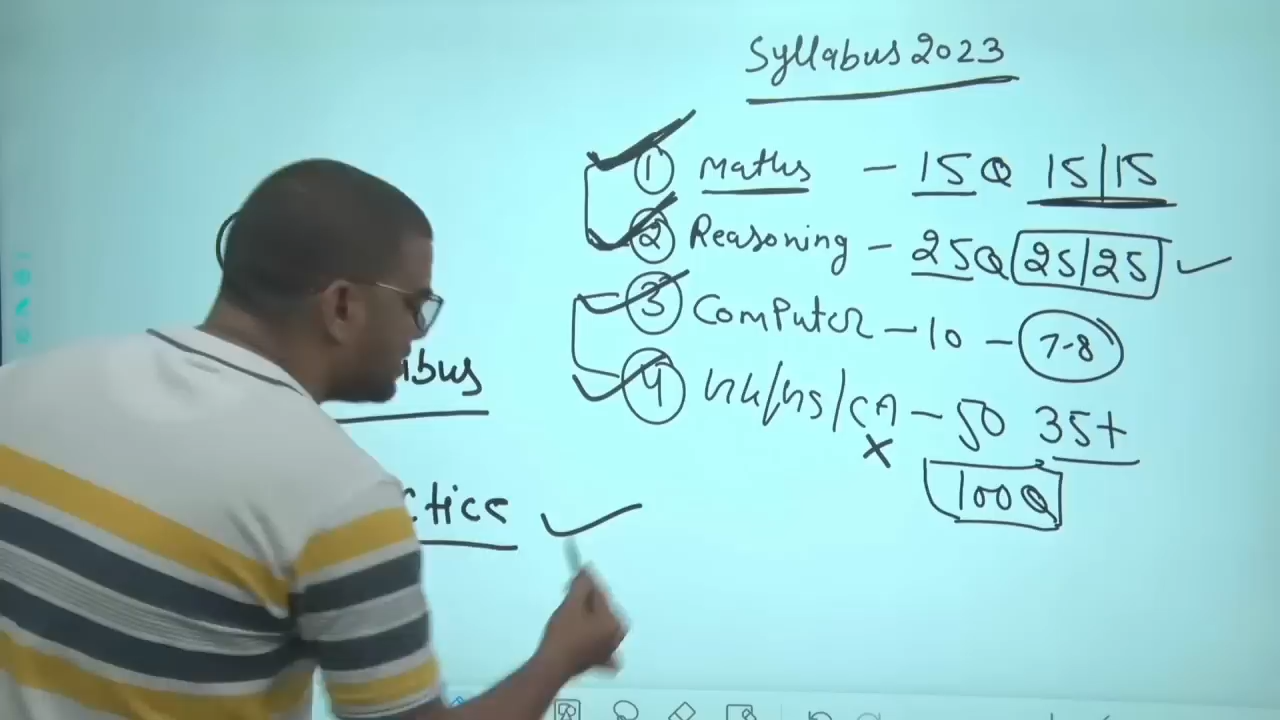 Syllabus 2023
1 Maths - 15Q 15/15
2 Reasoning - 25Q 25/25
3 Computer - 10 - 7-8
4 GK/GS/CA - 50 35+
100Q